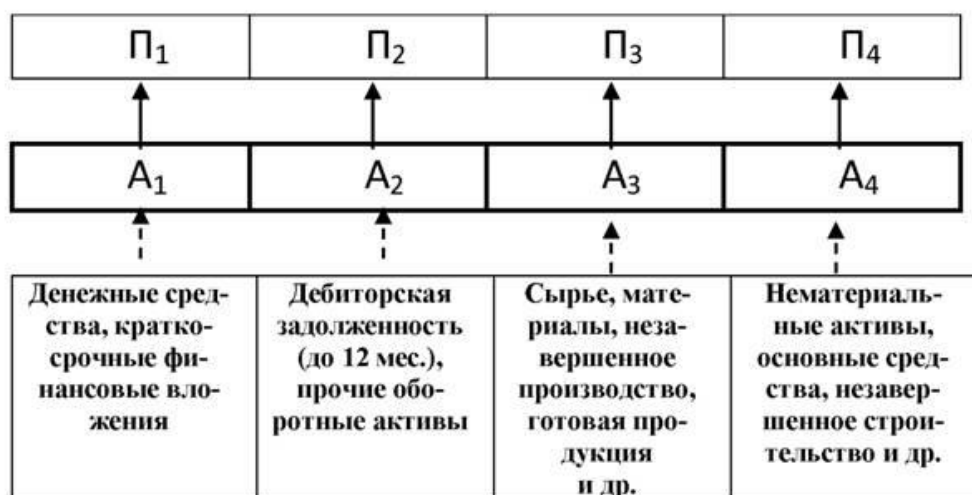 П1 П2 П3 П4
А1 А2 А3 А4
Денежные сред-
ства, кратко-
срочные фи-
нансовые вло-
жения
Дебиторская
задолженность
(до 12 мес.),
прочие обо-
ротные активы
Сырье, мате-
риалы, неза-
вершенное
производство,
готовая про-
дукция
и др.
Нематериаль-
ные активы,
основные сред-
ства, незавер-
шенное строи-
тельство и др.